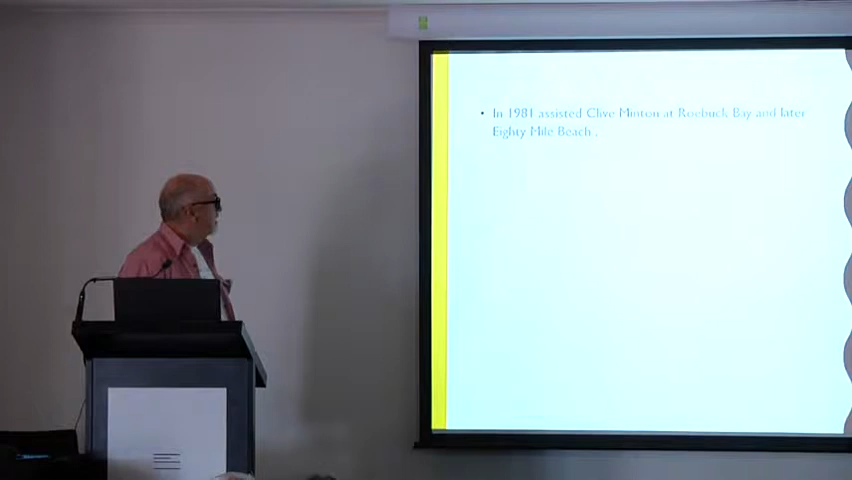 • In 1981 assisted Clive Minton at Roebuck Bay and later
Eighty Mile Beach .